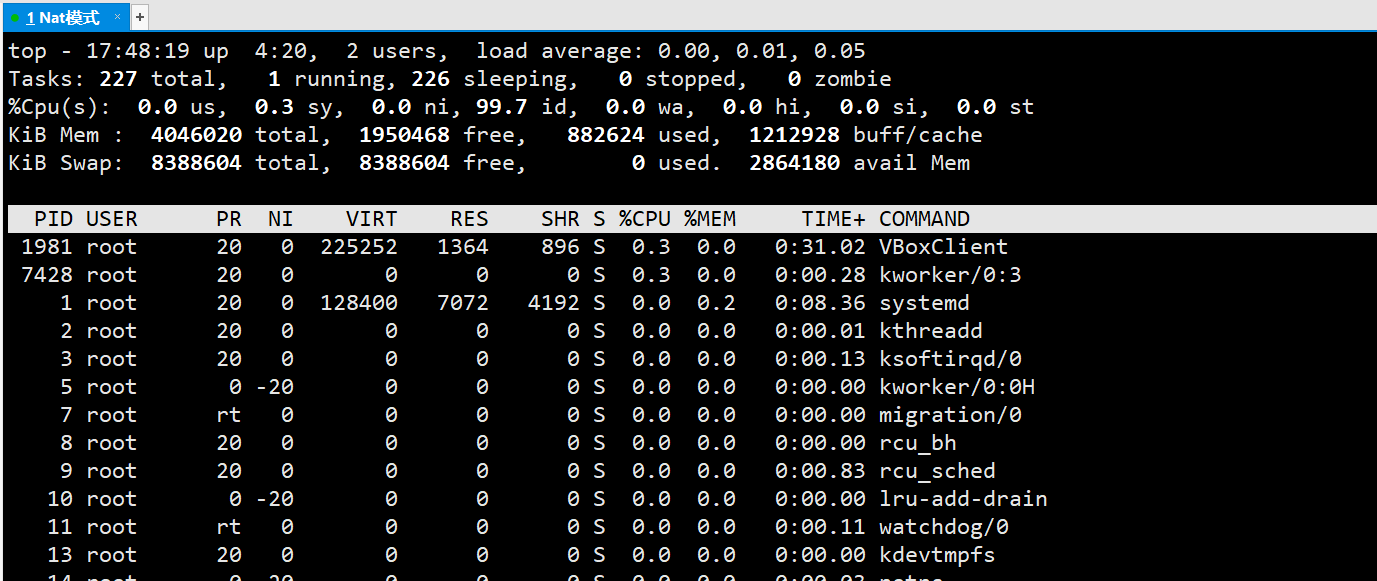 1 Nat模式 × +
top - 17:48:19 up  4:20,  2 users,  load average: 0.00, 0.01, 0.05
Tasks: 227 total,   1 running, 226 sleeping,   0 stopped,   0 zombie
%Cpu(s):  0.0 us,  0.3 sy,  0.0 ni, 99.7 id,  0.0 wa,  0.0 hi,  0.0 si,  0.0 st
KiB Mem :  4046020 total,  1950468 free,   882624 used,  1212928 buff/cache
KiB Swap:  8388604 total,  8388604 free,        0 used.  2864180 avail Mem
  PID USER      PR  NI    VIRT    RES    SHR S %CPU %MEM     TIME+ COMMAND
 1981 root      20   0  225252   1364    896 S  0.3  0.0   0:31.02 VBoxClient
 7428 root      20   0       0      0      0 S  0.3  0.0   0:00.28 kworker/0:3
    1 root      20   0  128400   7072   4192 S  0.0  0.2   0:08.36 systemd
    2 root      20   0       0      0      0 S  0.0  0.0   0:00.01 kthreadd
    3 root      20   0       0      0      0 S  0.0  0.0   0:00.13 ksoftirqd/0
    5 root       0 -20       0      0      0 S  0.0  0.0   0:00.00 kworker/0:0H
    7 root      rt   0       0      0      0 S  0.0  0.0   0:00.00 migration/0
    8 root      20   0       0      0      0 S  0.0  0.0   0:00.00 rcu_bh
    9 root      20   0       0      0      0 S  0.0  0.0   0:00.83 rcu_sched
   10 root       0 -20       0      0      0 S  0.0  0.0   0:00.00 lru-add-drain
   11 root      rt   0       0      0      0 S  0.0  0.0   0:00.11 watchdog/0
   13 root      20   0       0      0      0 S  0.0  0.0   0:00.00 kdevtmpfs